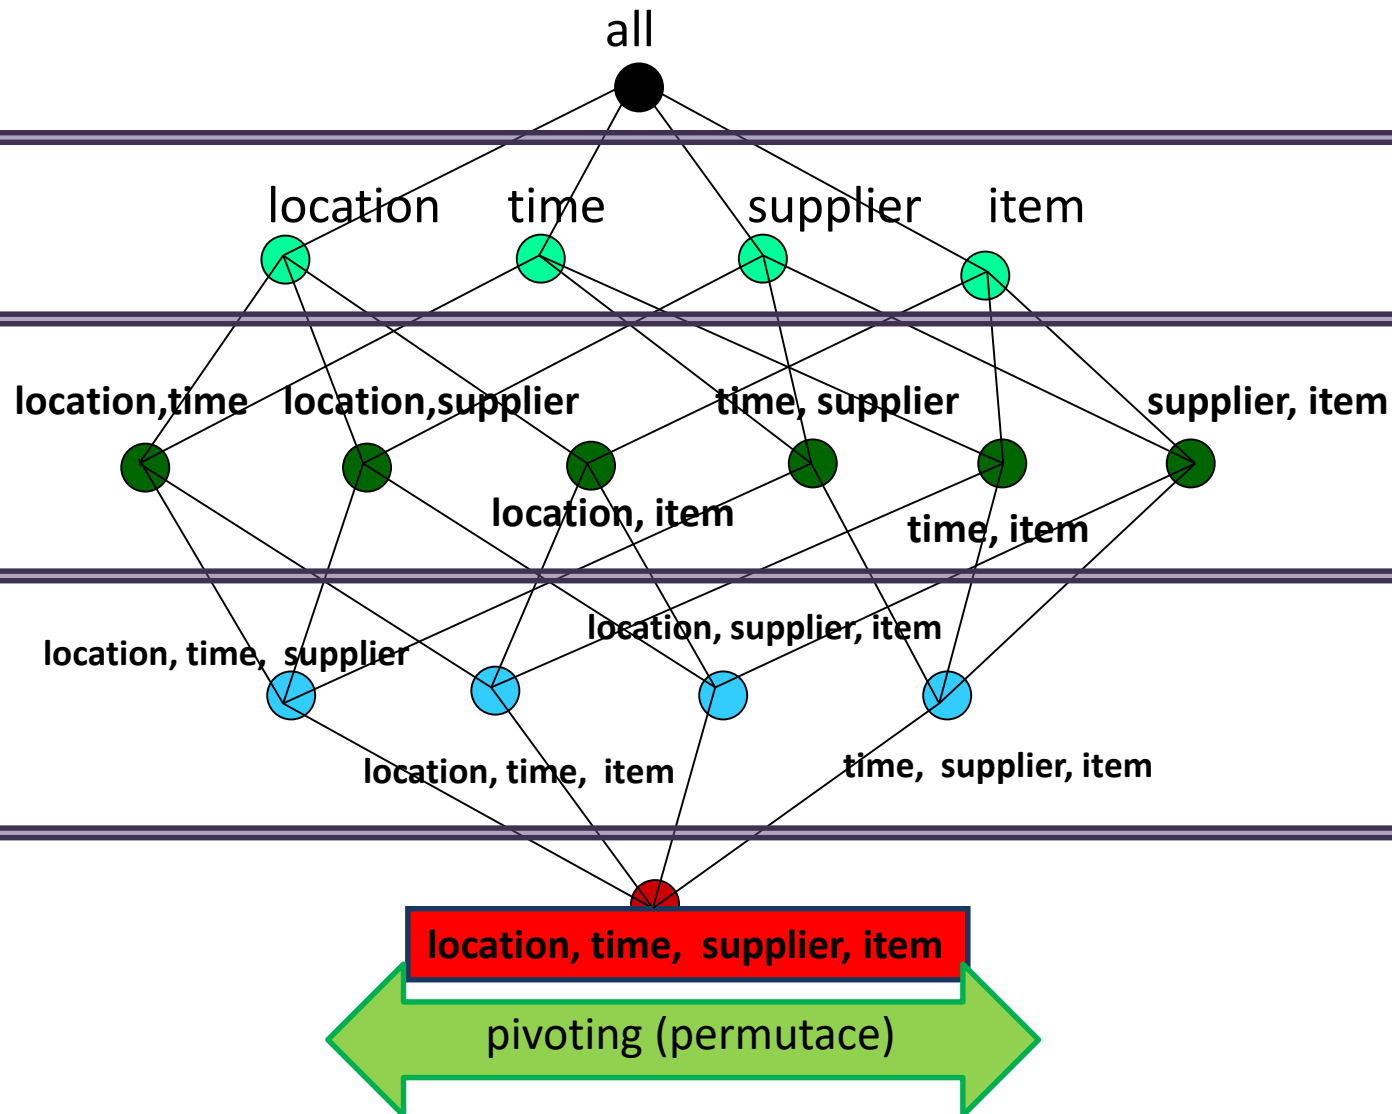 all
location
time
supplier
item
location,time
location,supplier
time, supplier
supplier, item
location, item
time, item
location, supplier, item
location, time,  supplier
location, time,  item
time,  supplier, item
location, time,  supplier, item
pivoting (permutace)